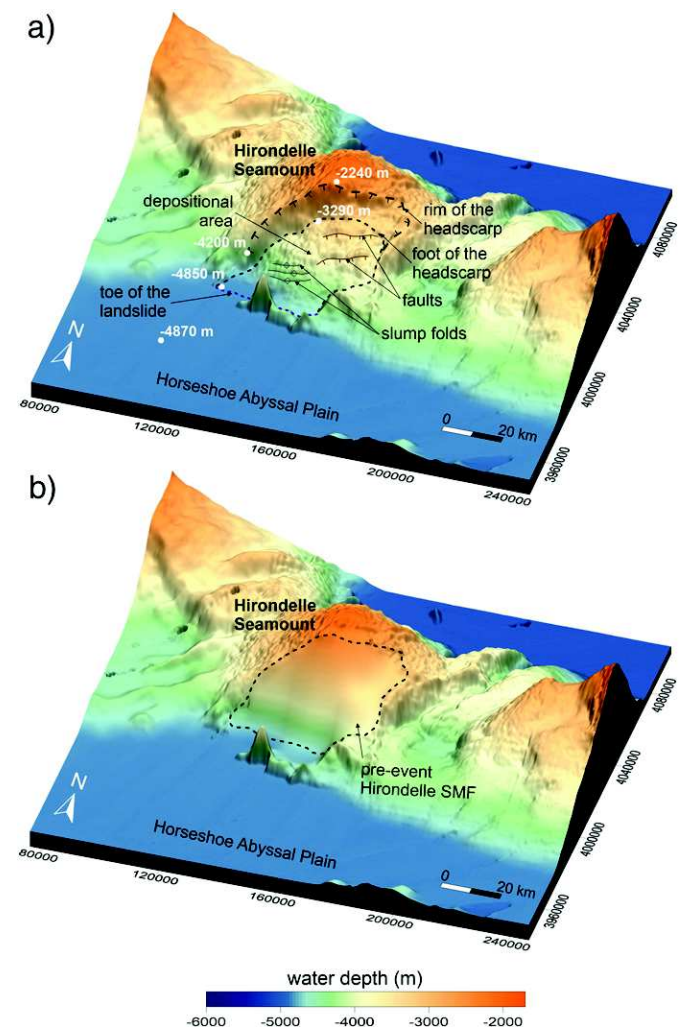 a)
Hirondelle
Seamount
-2240 m
depositional
area
-3290 m
rim of the
headscarp
-4200 m
foot of the
headscarp
-4850 m
toe of the
landslide
faults
slump folds
-4870 m
N
Horseshoe Abyssal Plain
0 20 km
80000
120000
160000
200000
240000
3960000
4000000
4040000
4080000
b)
Hirondelle
Seamount
pre-event
Hirondelle SMF
N
Horseshoe Abyssal Plain
0 20 km
80000
120000
160000
200000
240000
3960000
4000000
4040000
4080000
water depth (m)
-6000 -5000 -4000 -3000 -2000